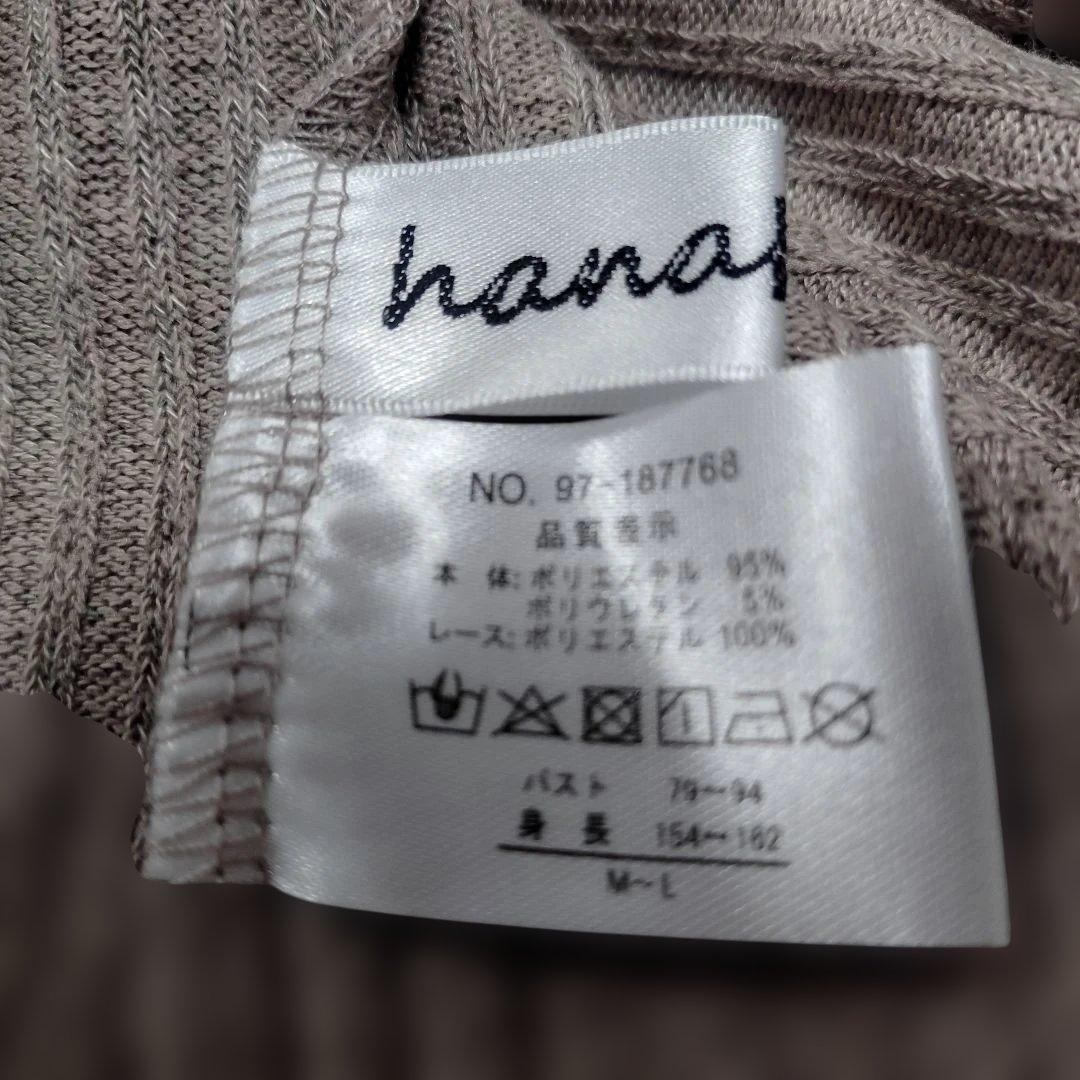 hana
NO. 97-187768
品質表示
本 体: ポリエステル 95%
ポリウレタン 5%
レース: ポリエステル 100%
バスト 79〜94
身 長 154〜162
M〜L